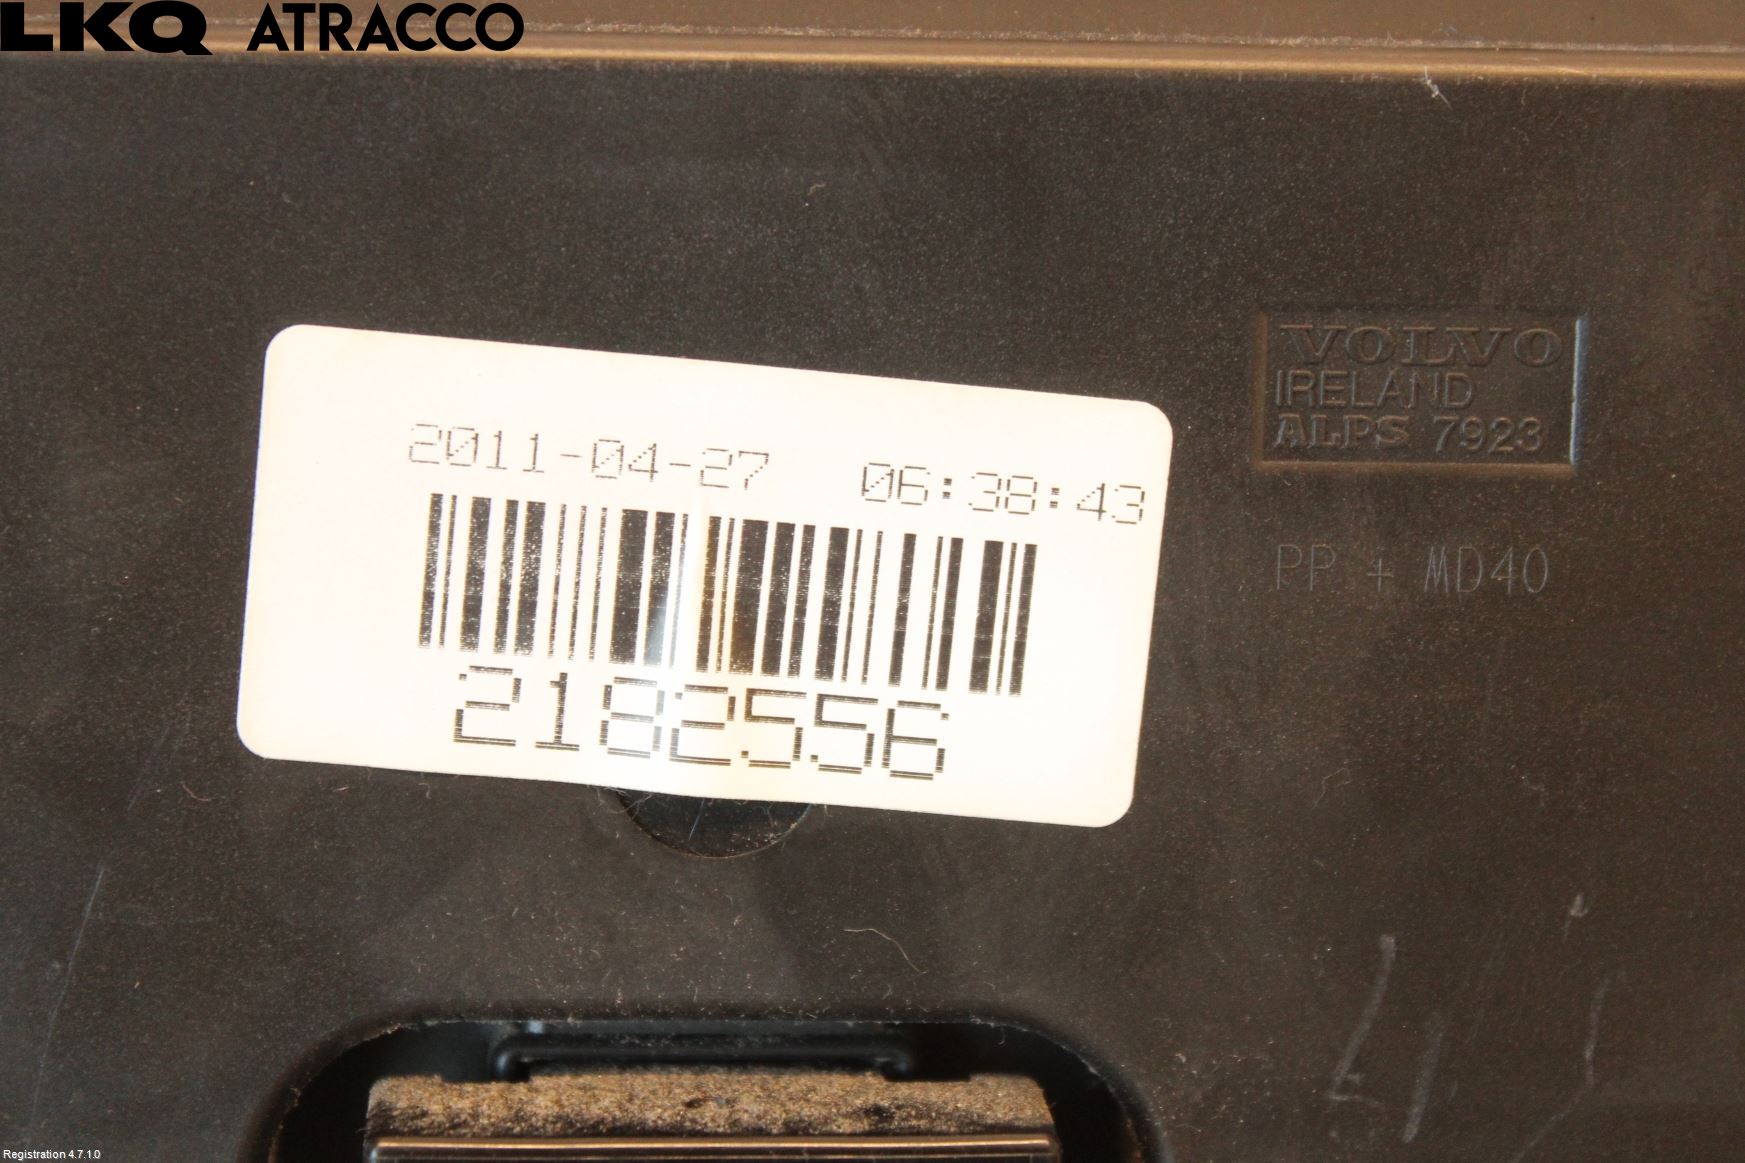 LKQ ATRACCO
2011-04-27 06:38:43
2182556
VOLVO
IRELAND
ALPS 7923
PP + MD40
Registration 4.7.1.0